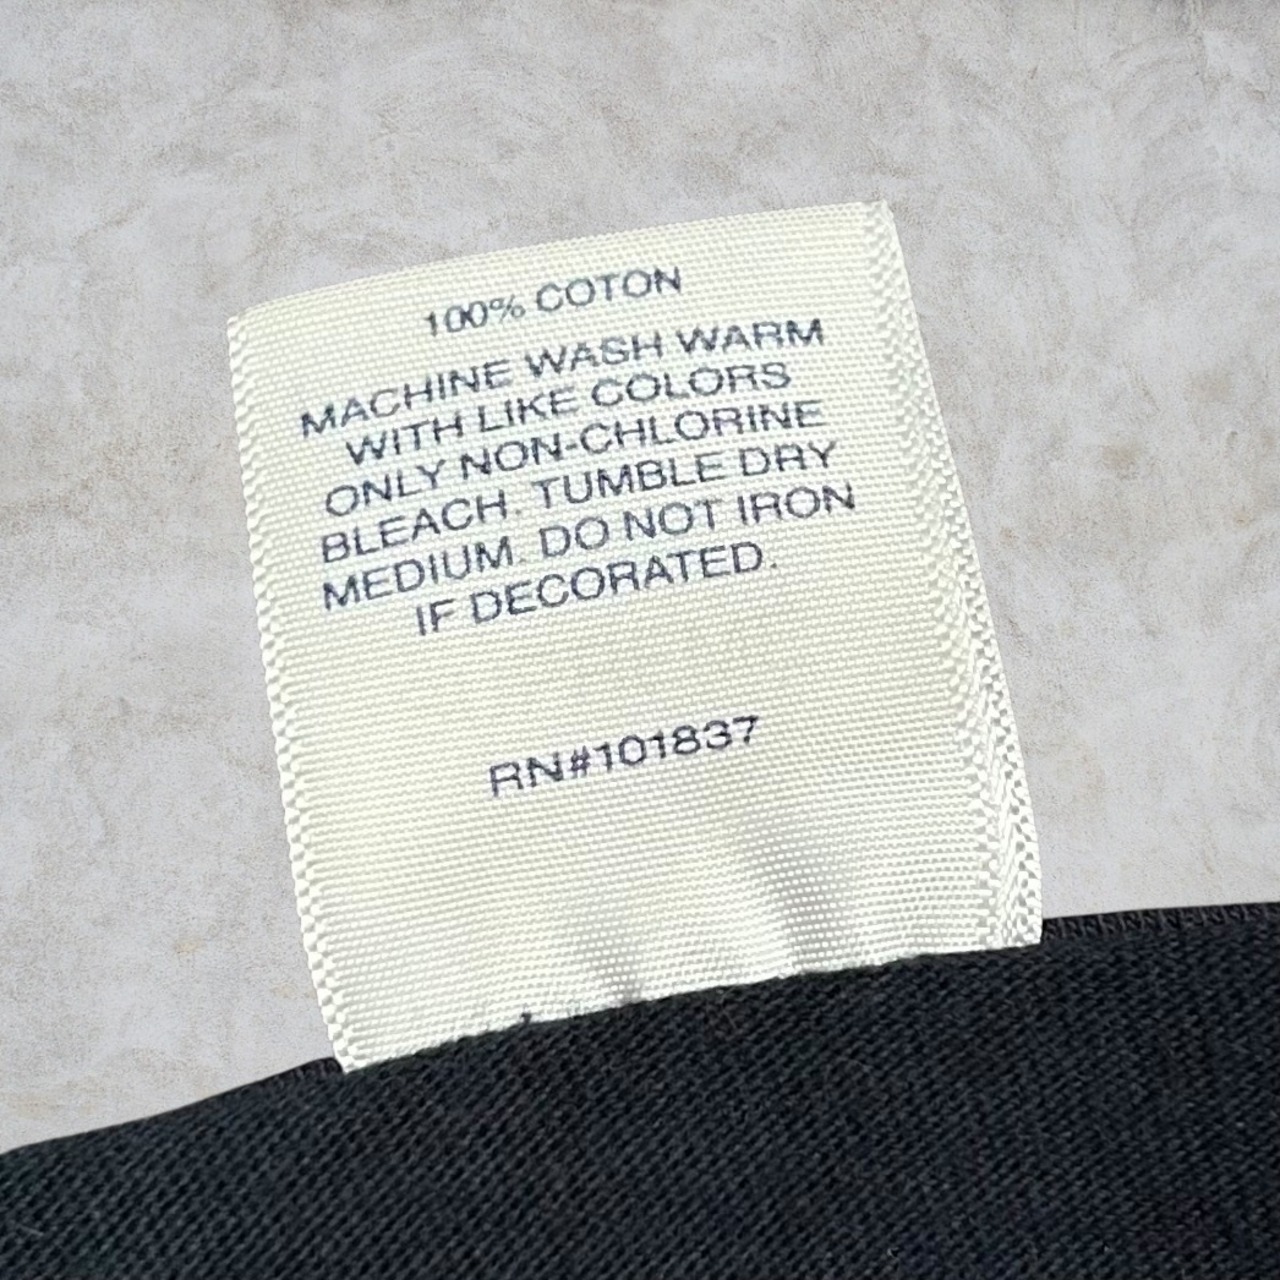 100% COTON
MACHINE WASH WARM
WITH LIKE COLORS
ONLY NON-CHLORINE
BLEACH. TUMBLE DRY
MEDIUM. DO NOT IRON
IF DECORATED.
RN#101837